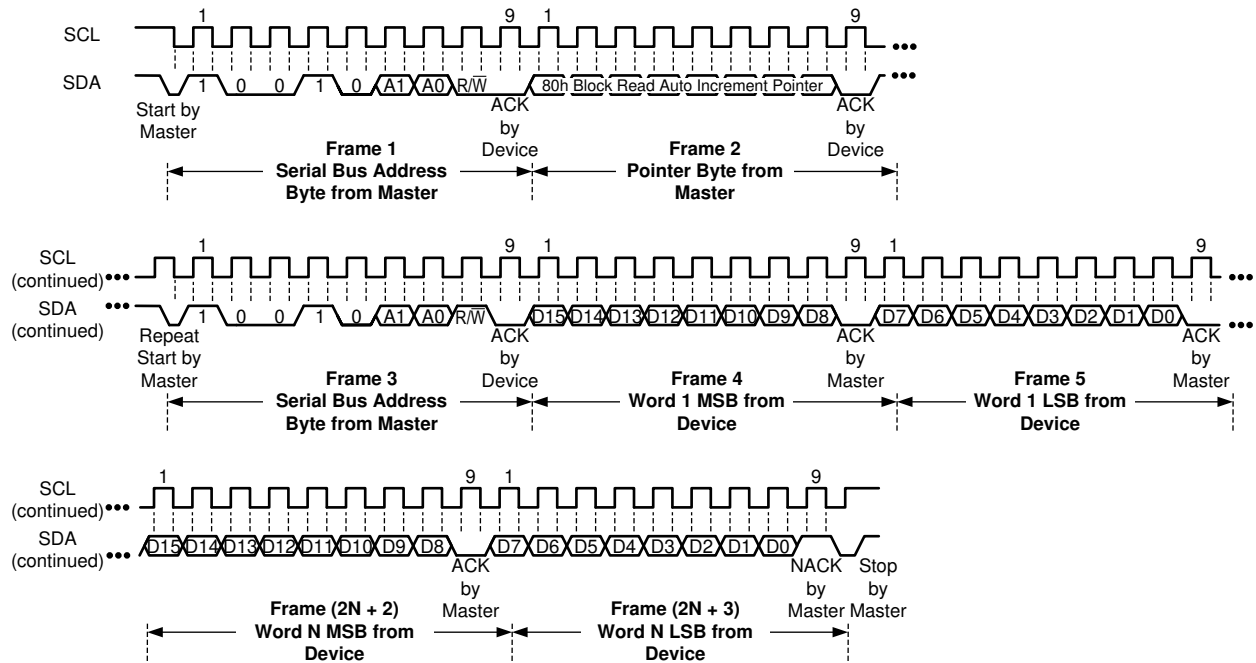 1 9 1 9
SCL
SDA
1 0 0 1 0 A1 A0 R/W̅ 80h Block Read Auto Increment Pointer
Start by
Master
ACK
by
Device
ACK
by
Device
Frame 1
Serial Bus Address
Byte from Master
Frame 2
Pointer Byte from
Master
1 9 1 9 1 9
SCL
(continued)
SDA
(continued)
1 0 0 1 0 A1 A0 R/W̅ D15 D14 D13 D12 D11 D10 D9 D8 D7 D6 D5 D4 D3 D2 D1 D0
Repeat
Start by
Master
ACK
by
Device
ACK
by
Master
ACK
by
Master
Frame 3
Serial Bus Address
Byte from Master
Frame 4
Word 1 MSB from
Device
Frame 5
Word 1 LSB from
Device
1 9 1 9
SCL
(continued)
SDA
(continued)
D15 D14 D13 D12 D11 D10 D9 D8 D7 D6 D5 D4 D3 D2 D1 D0
ACK
by
Master
NACK
by
Master
Stop
by
Master
Frame (2N + 2)
Word N MSB from
Device
Frame (2N + 3)
Word N LSB from
Device